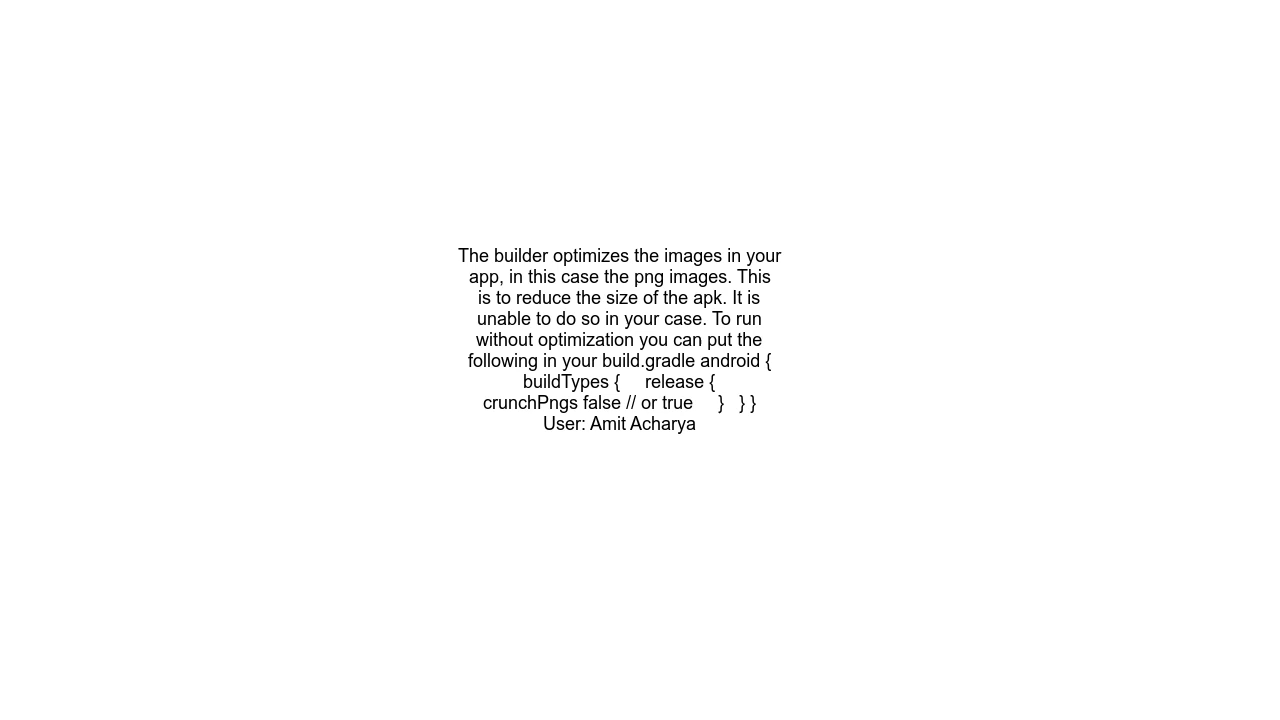 The builder optimizes the images in your
app, in this case the png images. This
is to reduce the size of the apk. It is
unable to do so in your case. To run
without optimization you can put the
following in your build.gradle android {
buildTypes {     release {
crunchPngs false // or true     }   } }
User: Amit Acharya